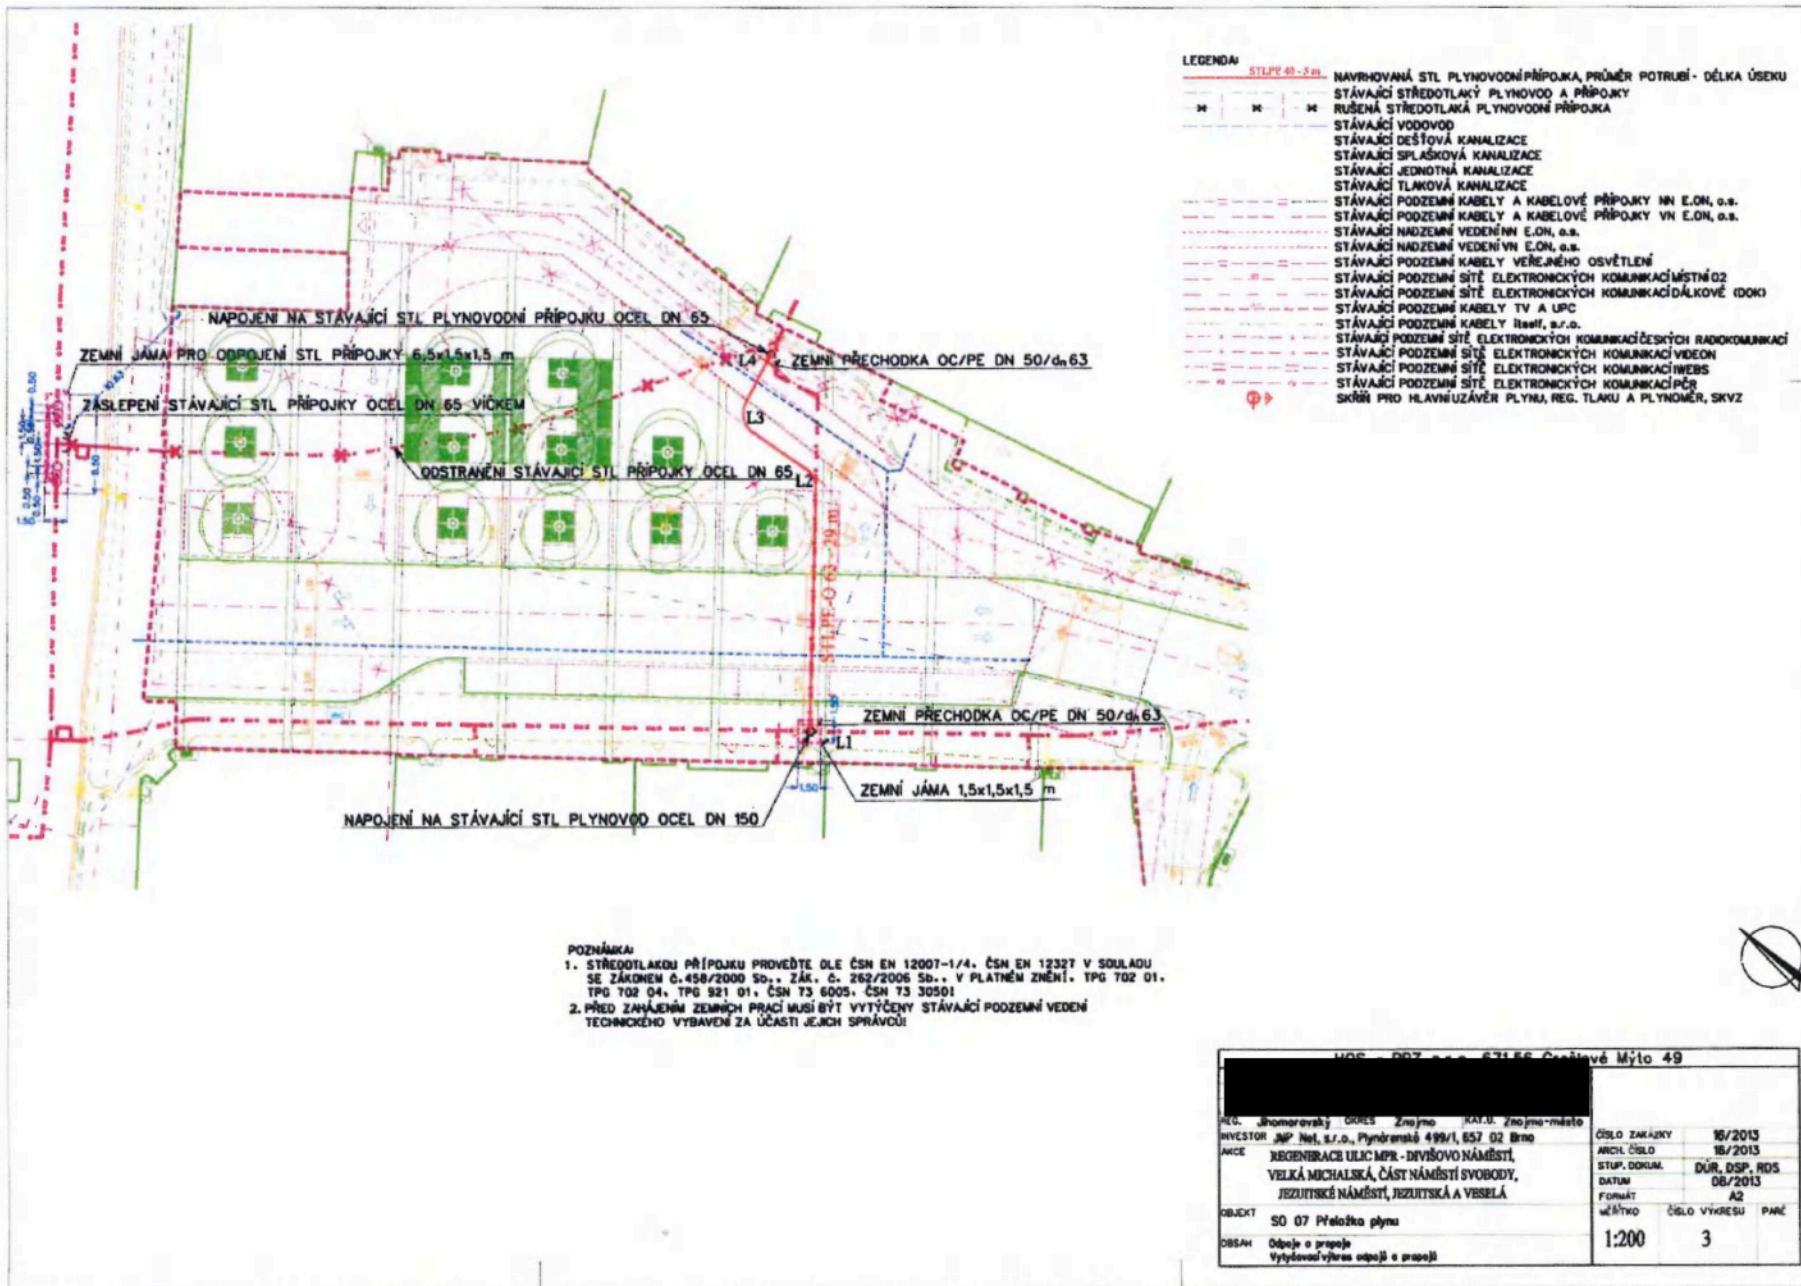 LEGENDA:
STLPE 40 - 5 m
NAVRHOVANÁ STL PLYNOVODNÍ PŘÍPOJKA, PRŮMĚR POTRUBÍ - DÉLKA ÚSEKU
STÁVAJÍCÍ STŘEDOTLAKÝ PLYNOVOD A PŘÍPOJKY
RUŠENÁ STŘEDOTLAKÁ PLYNOVODNÍ PŘÍPOJKA
STÁVAJÍCÍ VODOVOD
STÁVAJÍCÍ DEŠŤOVÁ KANALIZACE
STÁVAJÍCÍ SPLAŠKOVÁ KANALIZACE
STÁVAJÍCÍ JEDNOTNÁ KANALIZACE
STÁVAJÍCÍ TLAKOVÁ KANALIZACE
STÁVAJÍCÍ PODZEMNÍ KABELY A KABELOVÉ PŘÍPOJKY NN E.ON, a.s.
STÁVAJÍCÍ PODZEMNÍ KABELY A KABELOVÉ PŘÍPOJKY VN E.ON, a.s.
STÁVAJÍCÍ NADZEMNÍ VEDENÍ NN E.ON, a.s.
STÁVAJÍCÍ NADZEMNÍ VEDENÍ VN E.ON, a.s.
STÁVAJÍCÍ PODZEMNÍ KABELY VEŘEJNÉHO OSVĚTLENÍ
STÁVAJÍCÍ PODZEMNÍ SÍTĚ ELEKTRONICKÝCH KOMUNIKACÍ MÍSTNÍ O2
STÁVAJÍCÍ PODZEMNÍ SÍTĚ ELEKTRONICKÝCH KOMUNIKACÍ DÁLKOVÉ (DOK)
STÁVAJÍCÍ PODZEMNÍ KABELY TV A UPC
STÁVAJÍCÍ PODZEMNÍ KABELY itself, s.r.o.
STÁVAJÍCÍ PODZEMNÍ SÍTĚ ELEKTRONICKÝCH KOMUNIKACÍ ČESKÝCH RADIOKOMUNIKACÍ
STÁVAJÍCÍ PODZEMNÍ SÍTĚ ELEKTRONICKÝCH KOMUNIKACÍ VIDEON
STÁVAJÍCÍ PODZEMNÍ SÍTĚ ELEKTRONICKÝCH KOMUNIKACÍ IWEBS
STÁVAJÍCÍ PODZEMNÍ SÍTĚ ELEKTRONICKÝCH KOMUNIKACÍ PČR
SKŘÍŇ PRO HLAVNÍ UZÁVĚR PLYNU, REG. TLAKU A PLYNOMĚR, SKVZ
NAPOJENÍ NA STÁVAJÍCÍ STL PLYNOVODNÍ PŘÍPOJKU OCEL DN 65
ZEMNÍ JÁMA PRO ODPOJENÍ STL PŘÍPOJKY 6,5x1,5x1,5 m
L4
ZEMNÍ PŘECHODKA OC/PE DN 50/dn63
ZASLEPENÍ STÁVAJÍCÍ STL PŘÍPOJKY OCEL DN 65 VÍČKEM
L3
ODSTRANĚNÍ STÁVAJÍCÍ STL PŘÍPOJKY OCEL DN 65
L2
STLPE-O 63 - 29 m
ZEMNÍ PŘECHODKA OC/PE DN 50/dn63
L1
1.50
ZEMNÍ JÁMA 1,5x1,5x1,5 m
NAPOJENÍ NA STÁVAJÍCÍ STL PLYNOVOD OCEL DN 150
POZNÁMKA:
1. STŘEDOTLAKOU PŘÍPOJKU PROVEĎTE DLE ČSN EN 12007-1/4. ČSN EN 12327 V SOULADU
SE ZÁKONEM č.458/2000 Sb., ZÁK. č. 262/2006 Sb., V PLATNÉM ZNĚNÍ. TPG 702 01.
TPG 702 04. TPG 921 01. ČSN 73 6005. ČSN 73 3050!
2. PŘED ZAHÁJENÍM ZEMNÍCH PRACÍ MUSÍ BÝT VYTÝČENY STÁVAJÍCÍ PODZEMNÍ VEDENÍ
TECHNICKÉHO VYBAVENÍ ZA ÚČASTI JEJICH SPRÁVCŮ!
Mýto 49
REG. Jihomoravský OKRES Znojmo KAT.Ú. Znojmo-město
INVESTOR JMP Net, s.r.o., Plynárenská 499/1, 657 02 Brno
AKCE REGENERACE ULIC MPR - DIVIŠOVO NÁMĚSTÍ,
VELKÁ MICHALSKÁ, ČÁST NÁMĚSTÍ SVOBODY,
JEZUITSKÉ NÁMĚSTÍ, JEZUITSKÁ A VESELÁ
OBJEKT SO 07 Přeložka plynu
OBSAH Odpoje a propoje
Vytyčovací výkres odpojů a propojů
ČÍSLO ZAKÁZKY 16/2013
ARCH. ČÍSLO 16/2013
STUP. DOKUM. DÚR, DSP, RDS
DATUM 08/2013
FORMÁT A2
MĚŘÍTKO ČÍSLO VÝKRESU PARÉ
1:200 3